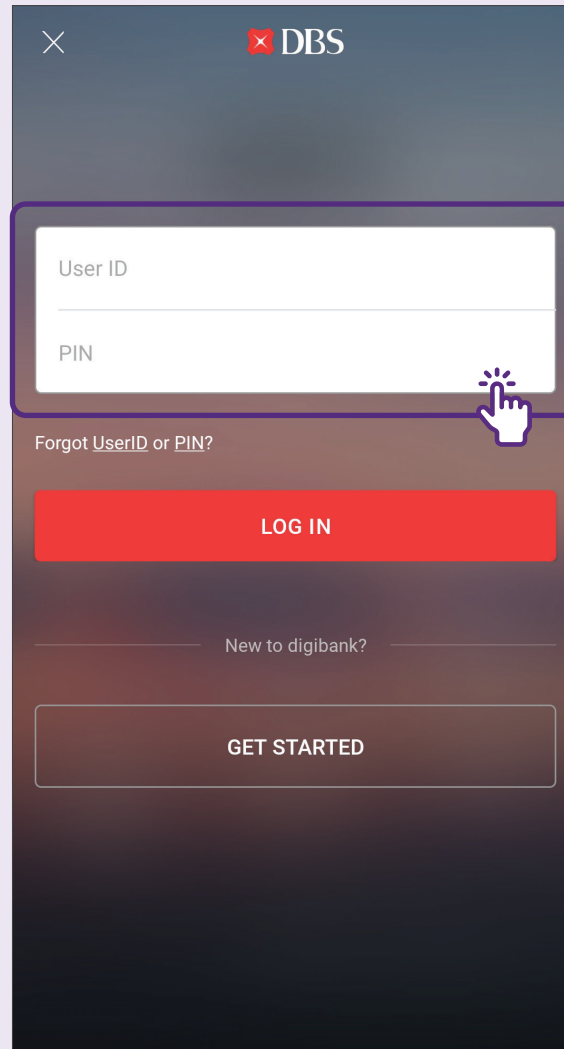 DBS
User ID
PIN
Forgot UserID or PIN?
LOG IN
New to digibank?
GET STARTED